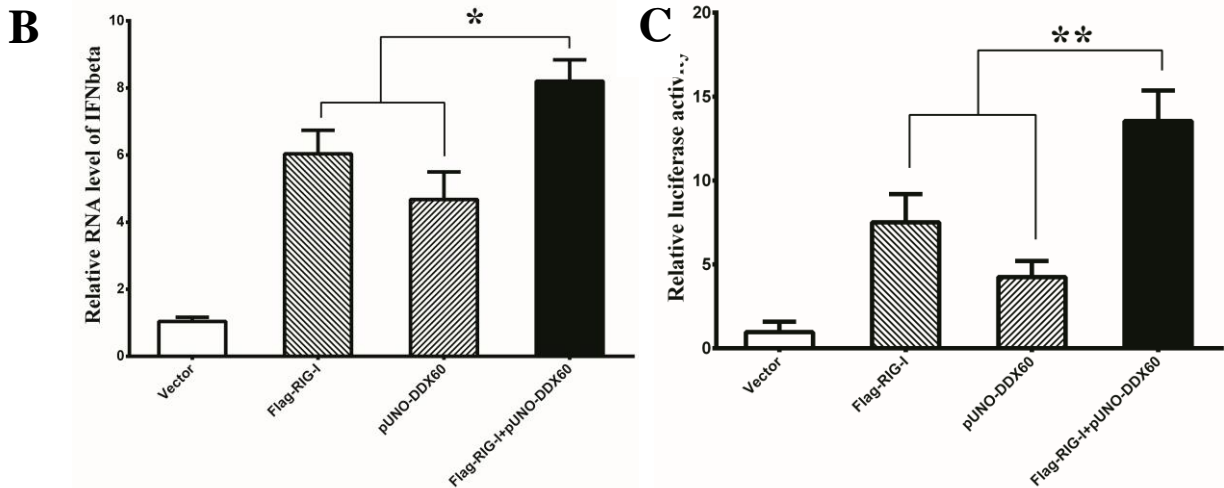 B
Relative RNA level of IFNbeta
10
8
6
4
2
0
*
Vector
Flag-RIG-I
pUNO-DDX60
Flag-RIG-I+pUNO-DDX60
C
Relative luciferase activity
20
15
10
5
0
**
Vector
Flag-RIG-I
pUNO-DDX60
Flag-RIG-I+pUNO-DDX60